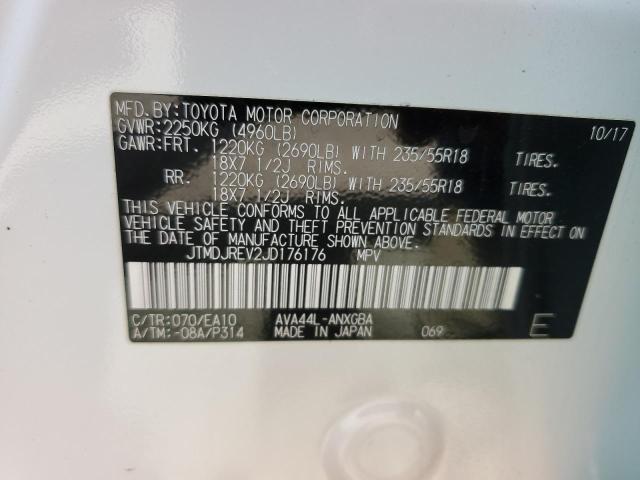 MFD.BY:TOYOTA MOTOR CORPORATION 10/17
GVWR:2250KG (4960LB)
GAWR:FRT. 1220KG (2690LB) WITH 235/55R18 TIRES.
18X7 1/2J RIMS.
RR. 1220KG (2690LB) WITH 235/55R18 TIRES.
18X7 1/2J RIMS.
THIS VEHICLE CONFORMS TO ALL APPLICABLE FEDERAL MOTOR
VEHICLE SAFETY AND THEFT PREVENTION STANDARDS IN EFFECT ON
THE DATE OF MANUFACTURE SHOWN ABOVE.
JTMDJREV2JD176176 MPV
C/TR:070/EA10 AVA44L-ANXGBA
A/TM:-08A/P314 MADE IN JAPAN 069 E